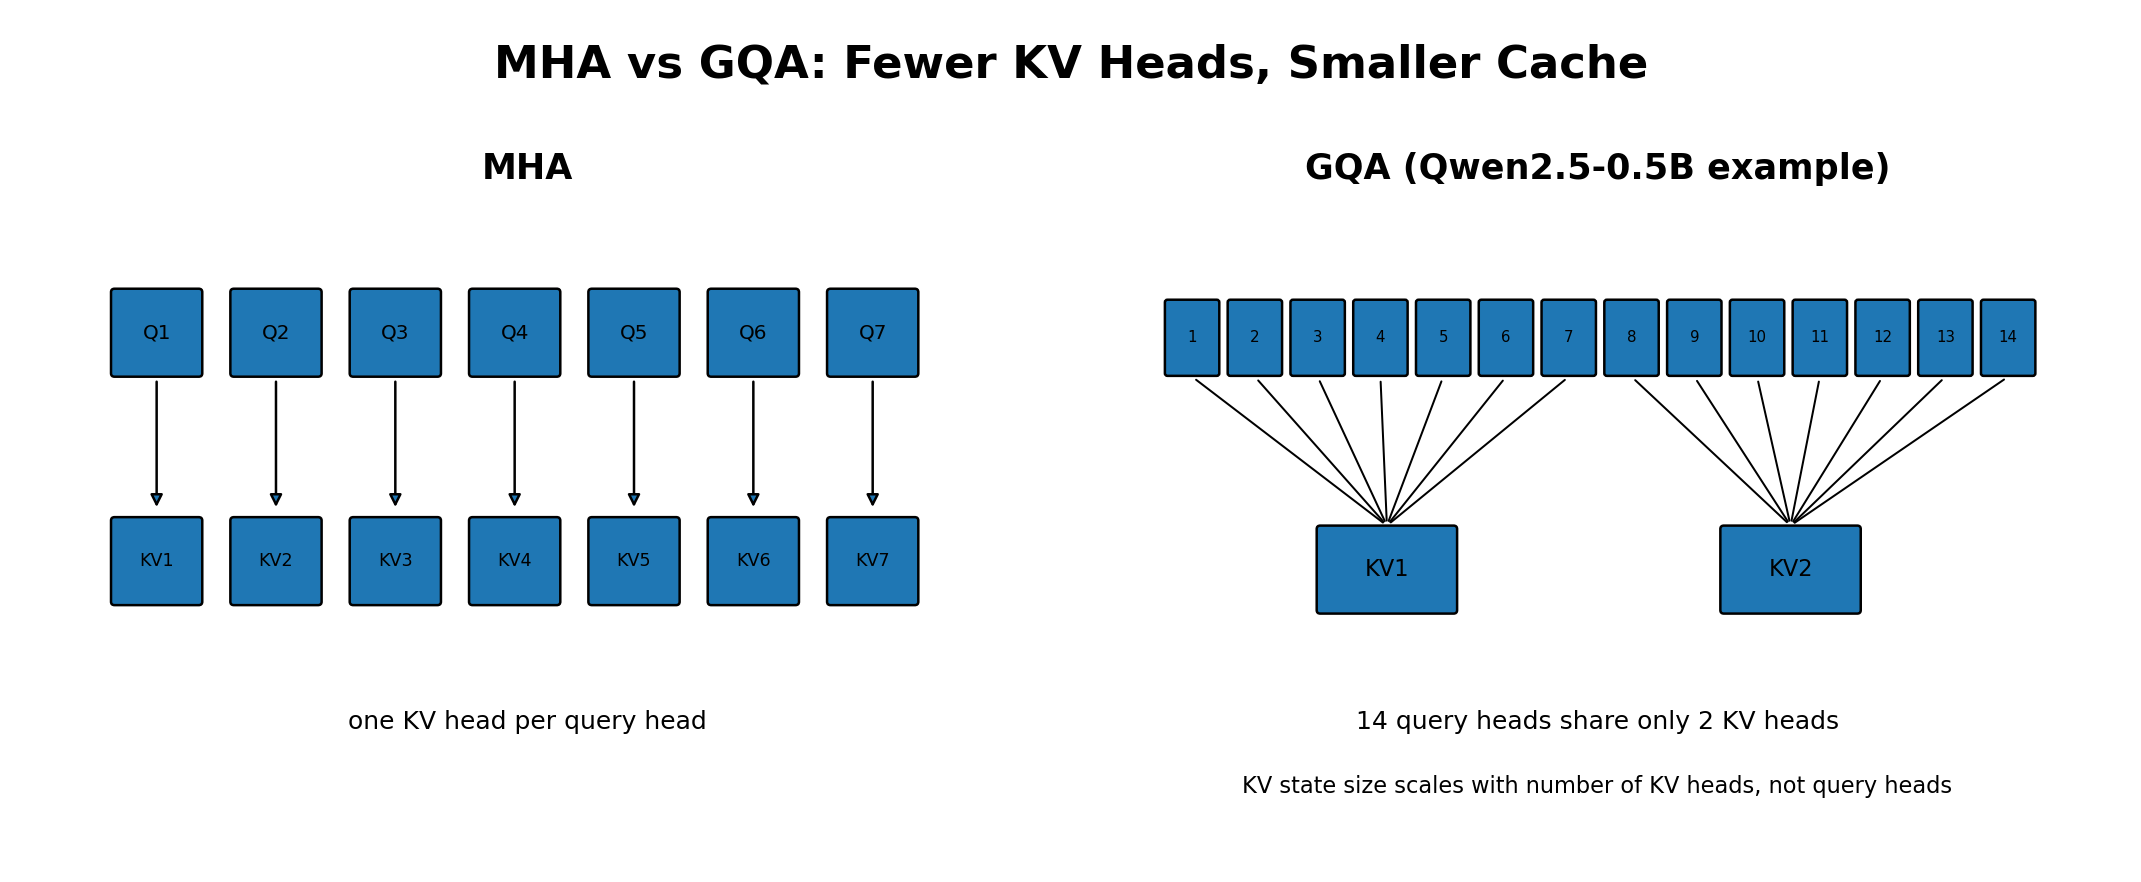 MHA vs GQA: Fewer KV Heads, Smaller Cache
MHA
Q1 Q2 Q3 Q4 Q5 Q6 Q7
KV1 KV2 KV3 KV4 KV5 KV6 KV7
one KV head per query head
GQA (Qwen2.5-0.5B example)
1 2 3 4 5 6 7 8 9 10 11 12 13 14
KV1 KV2
14 query heads share only 2 KV heads
KV state size scales with number of KV heads, not query heads